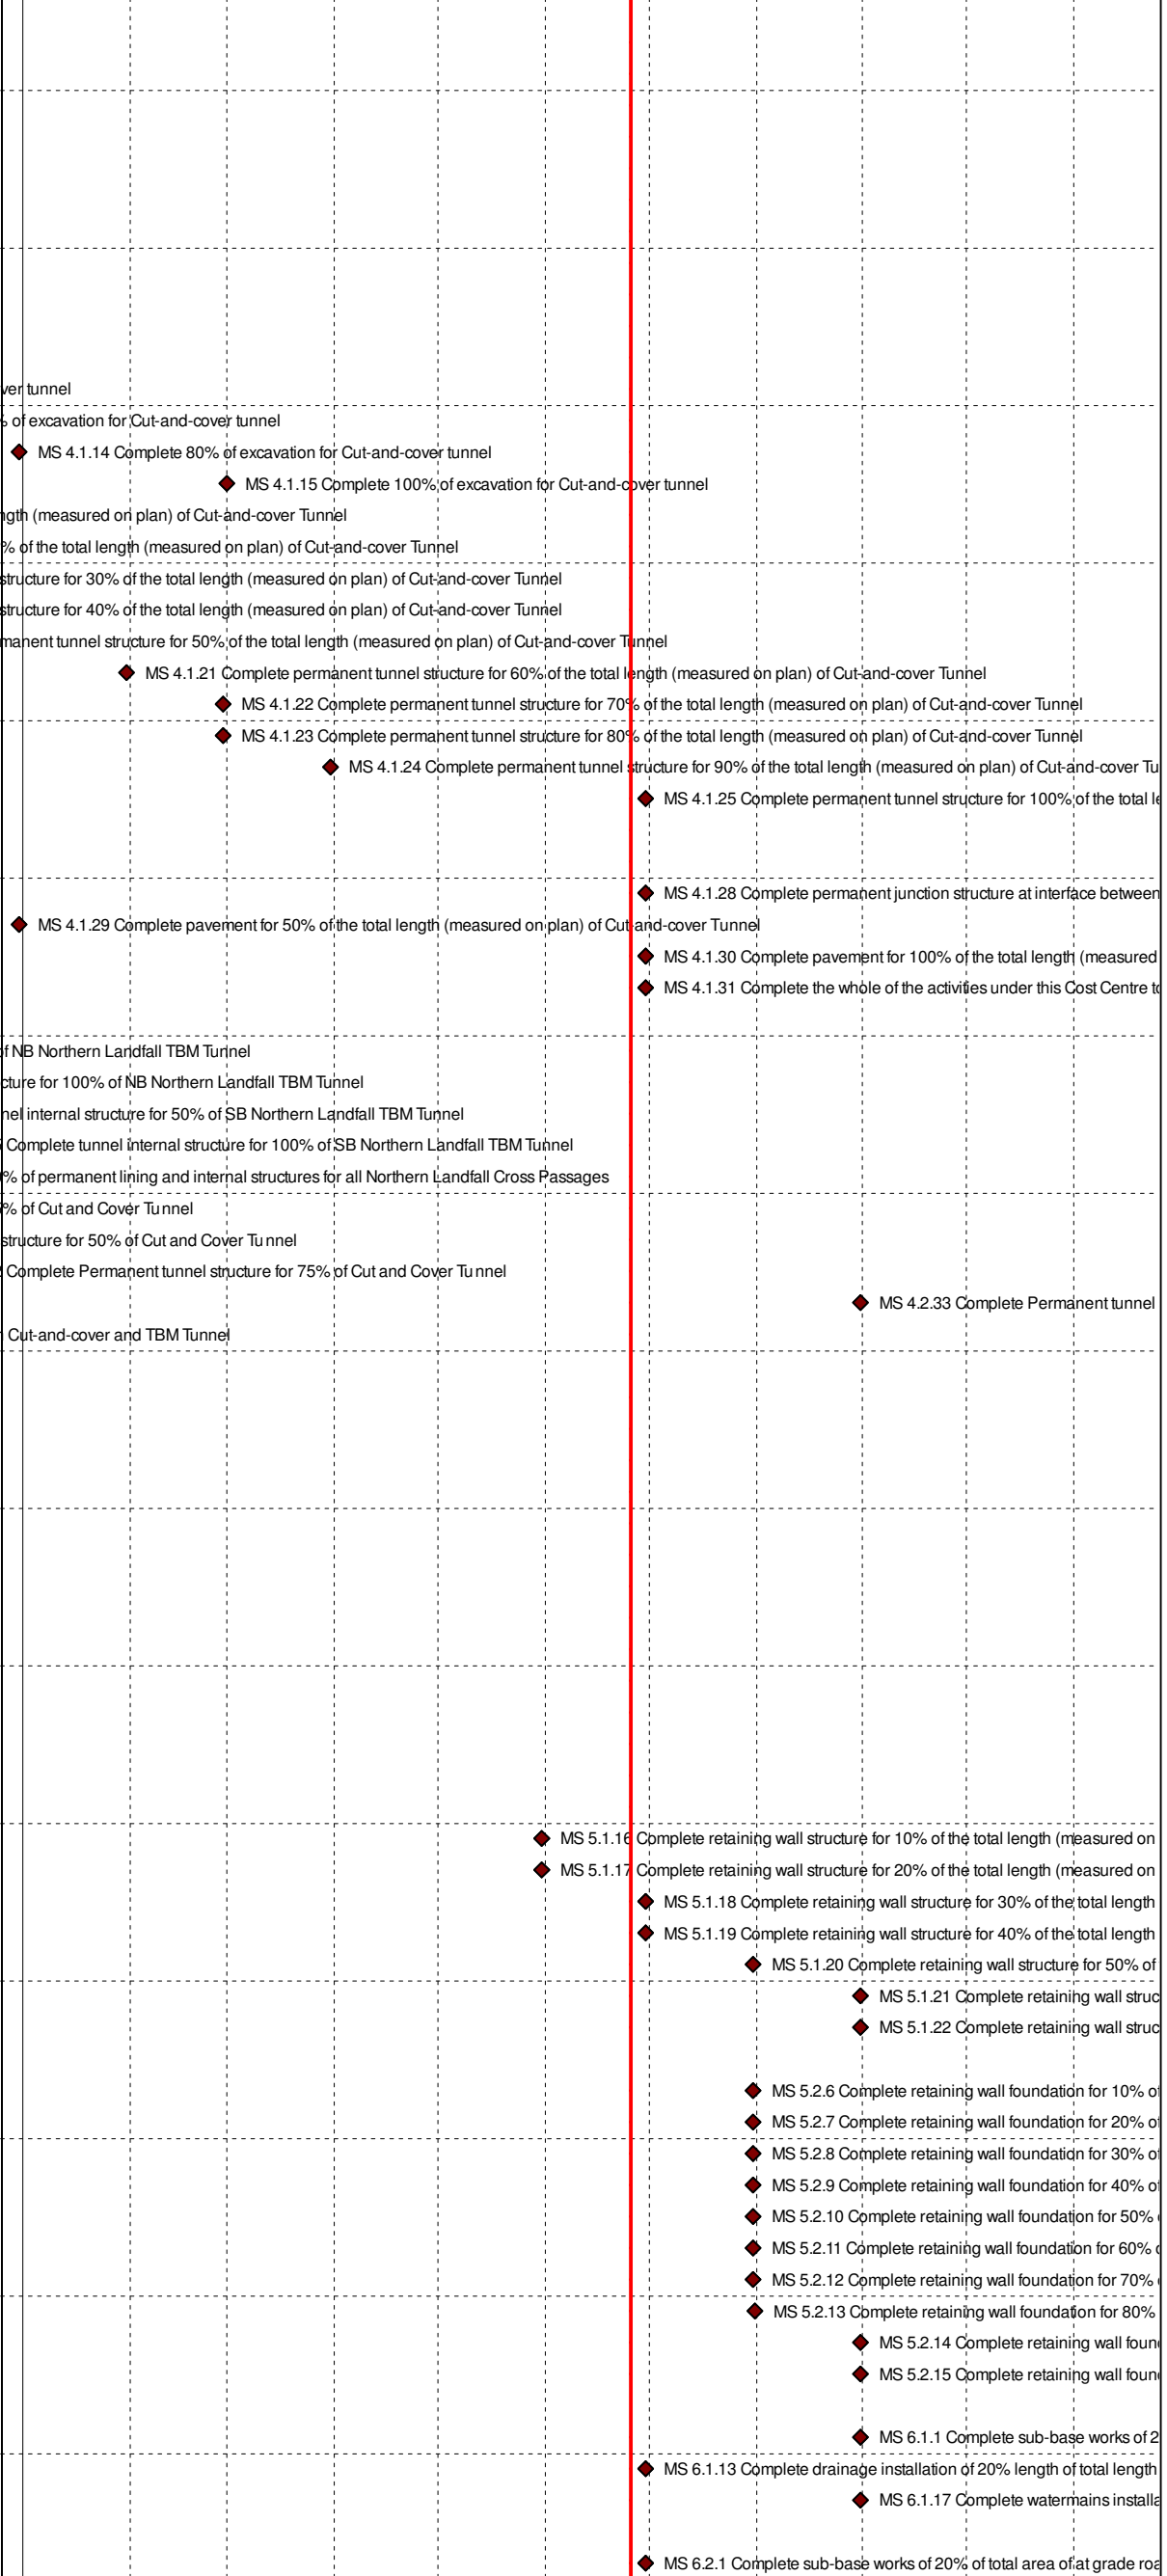 ver tunnel
% of excavation for Cut-and-cover tunnel
MS 4.1.14 Complete 80% of excavation for Cut-and-cover tunnel
MS 4.1.15 Complete 100% of excavation for Cut-and-cover tunnel
ngth (measured on plan) of Cut-and-cover Tunnel
% of the total length (measured on plan) of Cut-and-cover Tunnel
structure for 30% of the total length (measured on plan) of Cut-and-cover Tunnel
structure for 40% of the total length (measured on plan) of Cut-and-cover Tunnel
manent tunnel structure for 50% of the total length (measured on plan) of Cut-and-cover Tunnel
MS 4.1.21 Complete permanent tunnel structure for 60% of the total length (measured on plan) of Cut-and-cover Tunnel
MS 4.1.22 Complete permanent tunnel structure for 70% of the total length (measured on plan) of Cut-and-cover Tunnel
MS 4.1.23 Complete permanent tunnel structure for 80% of the total length (measured on plan) of Cut-and-cover Tunnel
MS 4.1.24 Complete permanent tunnel structure for 90% of the total length (measured on plan) of Cut-and-cover Tu
MS 4.1.25 Complete permanent tunnel structure for 100% of the total le
MS 4.1.28 Complete permanent junction structure at interface between
MS 4.1.29 Complete pavement for 50% of the total length (measured on plan) of Cut-and-cover Tunnel
MS 4.1.30 Complete pavement for 100% of the total length (measured
MS 4.1.31 Complete the whole of the activities under this Cost Centre to
of NB Northern Landfall TBM Tunnel
cture for 100% of NB Northern Landfall TBM Tunnel
nel internal structure for 50% of SB Northern Landfall TBM Tunnel
Complete tunnel internal structure for 100% of SB Northern Landfall TBM Tunnel
% of permanent lining and internal structures for all Northern Landfall Cross Passages
% of Cut and Cover Tunnel
structure for 50% of Cut and Cover Tunnel
Complete Permanent tunnel structure for 75% of Cut and Cover Tunnel
MS 4.2.33 Complete Permanent tunnel
Cut-and-cover and TBM Tunnel
MS 5.1.16 Complete retaining wall structure for 10% of the total length (measured on
MS 5.1.17 Complete retaining wall structure for 20% of the total length (measured on
MS 5.1.18 Complete retaining wall structure for 30% of the total length
MS 5.1.19 Complete retaining wall structure for 40% of the total length
MS 5.1.20 Complete retaining wall structure for 50% of
MS 5.1.21 Complete retaining wall struc
MS 5.1.22 Complete retaining wall struc
MS 5.2.6 Complete retaining wall foundation for 10% of
MS 5.2.7 Complete retaining wall foundation for 20% of
MS 5.2.8 Complete retaining wall foundation for 30% of
MS 5.2.9 Complete retaining wall foundation for 40% of
MS 5.2.10 Complete retaining wall foundation for 50%
MS 5.2.11 Complete retaining wall foundation for 60%
MS 5.2.12 Complete retaining wall foundation for 70%
MS 5.2.13 Complete retaining wall foundation for 80%
MS 5.2.14 Complete retaining wall foun
MS 5.2.15 Complete retaining wall foun
MS 6.1.1 Complete sub-base works of 2
MS 6.1.13 Complete drainage installation of 20% length of total length
MS 6.1.17 Complete watermains installa
MS 6.2.1 Complete sub-base works of 20% of total area of at grade roa